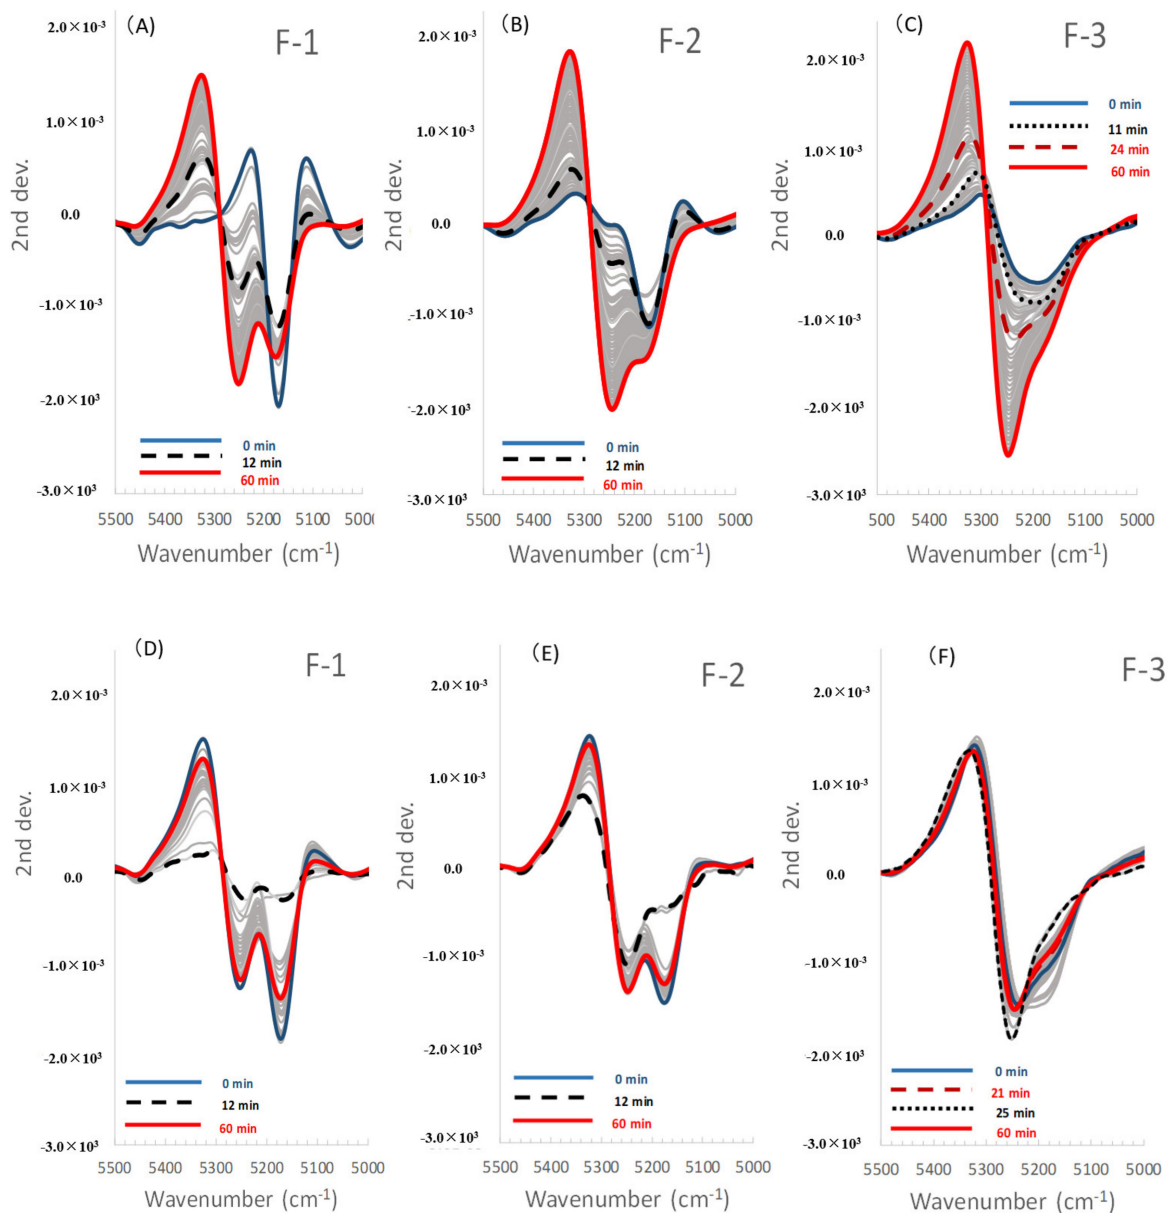 (A)
F-1
2.0×10⁻³
1.0×10⁻³
0.0
-1.0×10⁻³
-2.0×10³
-3.0×10³
2nd dev.
0 min
12 min
60 min
5500 5400 5300 5200 5100 5000
Wavenumber (cm⁻¹)
(B)
F-2
2.0×10⁻³
1.0×10⁻³
0.0
-1.0×10⁻³
-2.0×10³
-3.0×10³
2nd dev.
0 min
12 min
60 min
5500 5400 5300 5200 5100 5000
Wavenumber (cm⁻¹)
(C)
F-3
2.0×10⁻³
1.0×10⁻³
0.0
-1.0×10⁻³
-2.0×10³
-3.0×10³
2nd dev.
0 min
11 min
24 min
60 min
500 5400 5300 5200 5100 5000
Wavenumber (cm⁻¹)
(D)
F-1
2.0×10⁻³
1.0×10⁻³
0.0
-1.0×10⁻³
-2.0×10³
-3.0×10³
2nd dev.
0 min
12 min
60 min
5500 5400 5300 5200 5100 5000
Wavenumber (cm⁻¹)
(E)
F-2
2.0×10⁻³
1.0×10⁻³
0.0
-1.0×10⁻³
-2.0×10³
-3.0×10³
2nd dev.
0 min
12 min
60 min
5500 5400 5300 5200 5100 5000
Wavenumber (cm⁻¹)
(F)
F-3
2.0×10⁻³
1.0×10⁻³
0.0
-1.0×10⁻³
-2.0×10³
-3.0×10³
2nd dev.
0 min
21 min
25 min
60 min
5500 5400 5300 5200 5100 5000
Wavenumber (cm⁻¹)